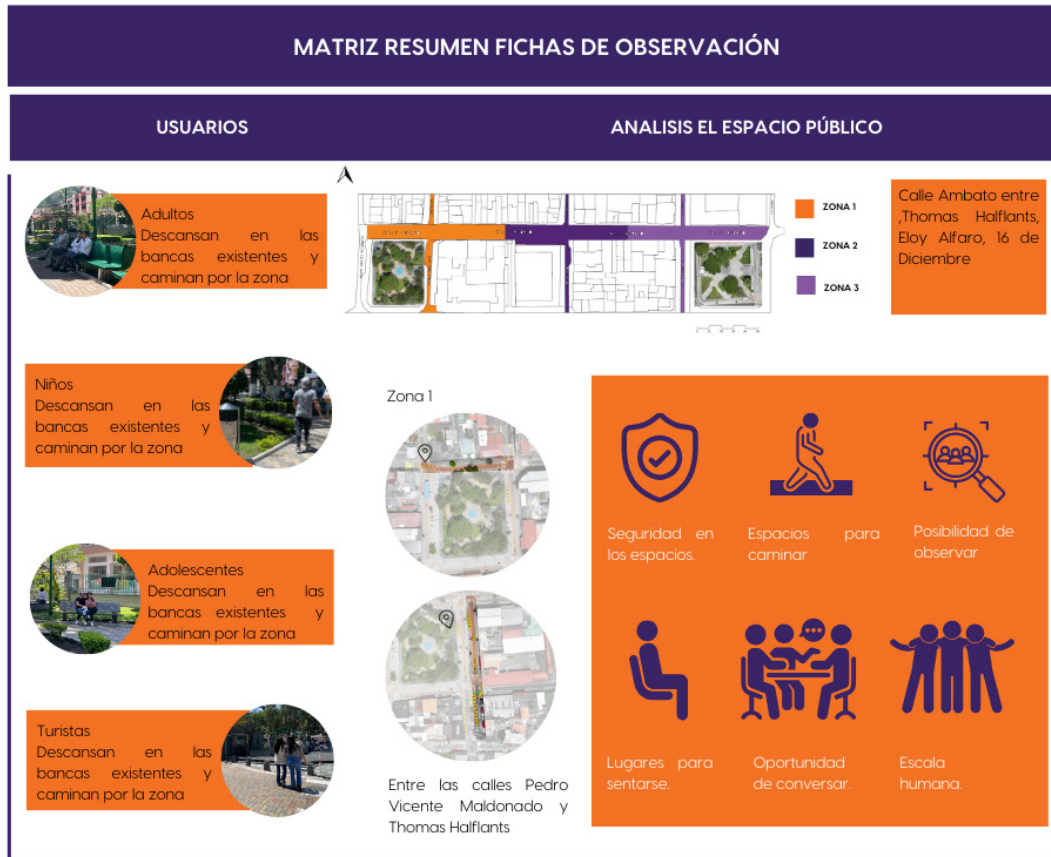 MATRIZ RESUMEN FICHAS DE OBSERVACIÓN
USUARIOS
ANALISIS EL ESPACIO PÚBLICO
Adultos
Descansan en las
bancas existentes y
caminan por la zona
ZONA 1
ZONA 2
ZONA 3
Calle Ambato entre
,Thomas Halflants,
Eloy Alfaro, 16 de
Diciembre
Niños
Descansan en las
bancas existentes y
caminan por la zona
Adolescentes
Descansan en las
bancas existentes y
caminan por la zona
Turistas
Descansan en las
bancas existentes y
caminan por la zona
Zona 1
Entre las calles Pedro
Vicente Maldonado y
Thomas Halflants
Seguridad en
los espacios.
Espacios para
caminar
Posibilidad de
observar
Lugares para
sentarse.
Oportunidad
de conversar.
Escala
humana.